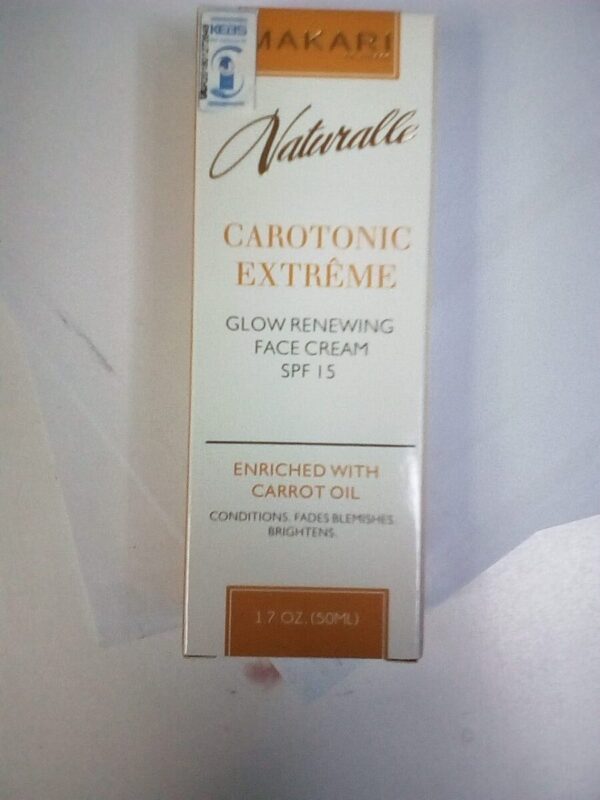 KEBS
MAKARI
Naturalle
CAROTONIC
EXTRÊME
GLOW RENEWING
FACE CREAM
SPF 15
ENRICHED WITH
CARROT OIL
CONDITIONS. FADES BLEMISHES.
BRIGHTENS.
1.7 OZ. (50ML)